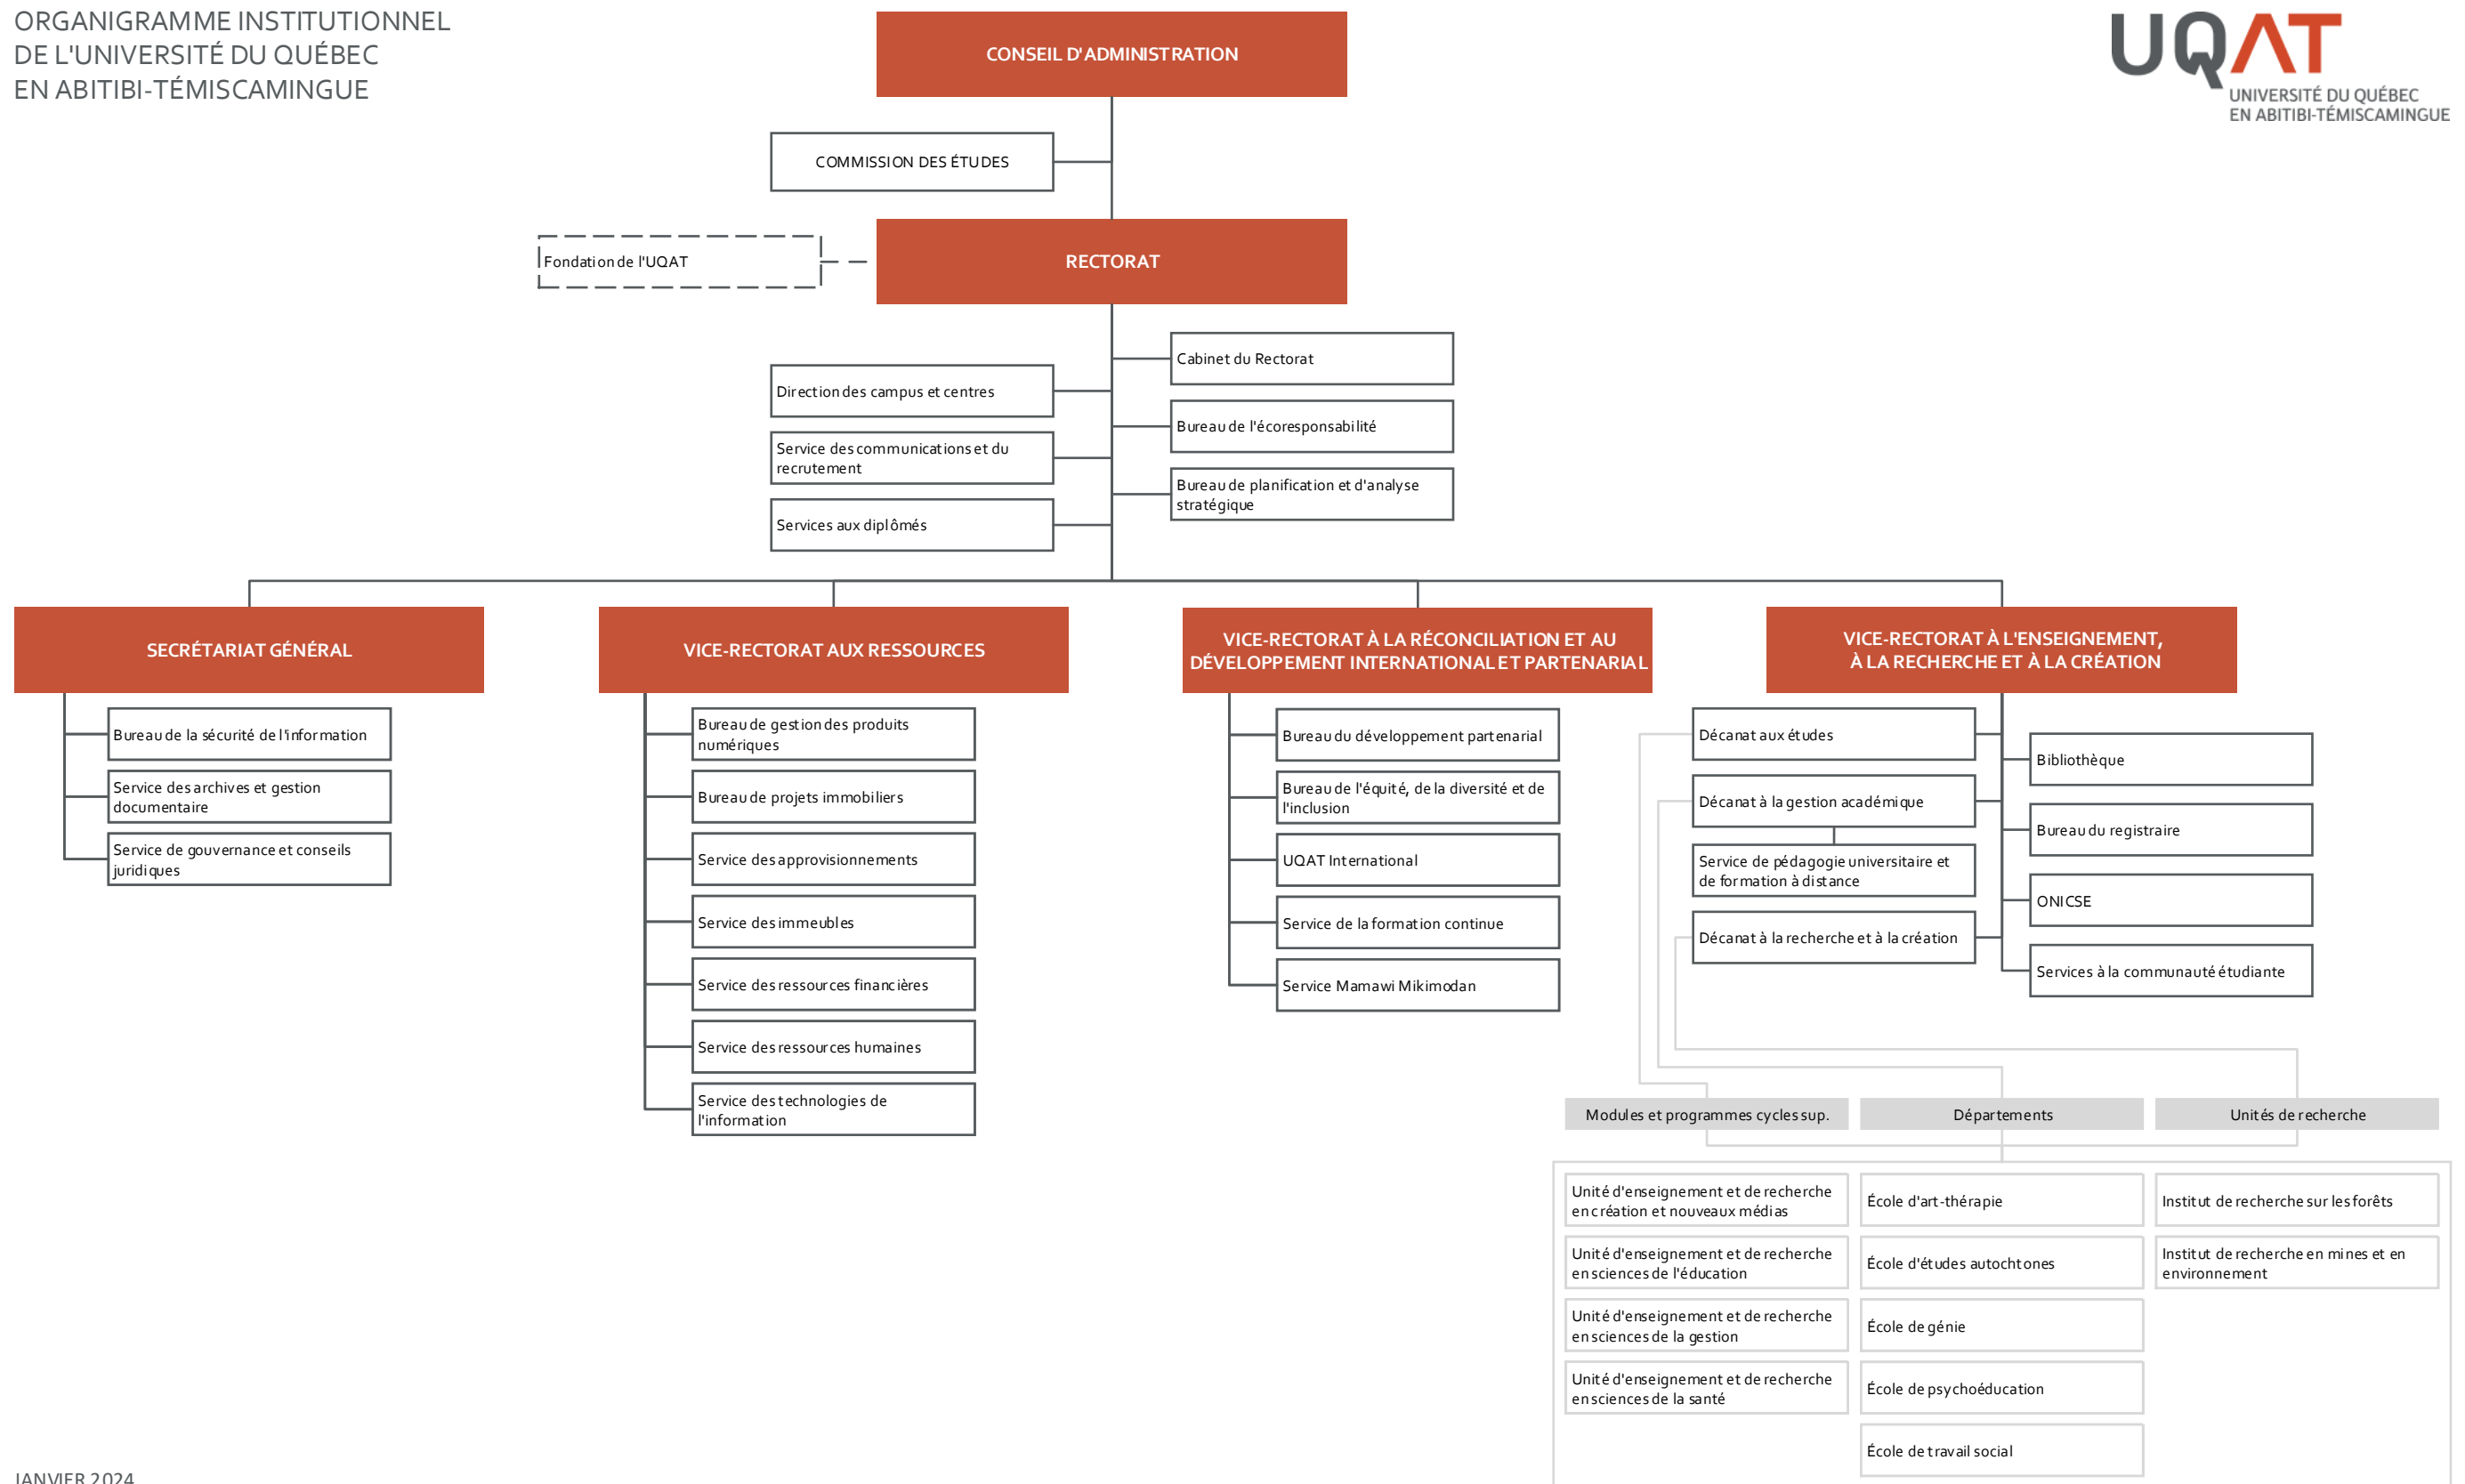 ORGANIGRAMME INSTITUTIONNEL
DE L'UNIVERSITÉ DU QUÉBEC
EN ABITIBI-TÉMISCAMINGUE
UQAT
UNIVERSITÉ DU QUÉBEC
EN ABITIBI-TÉMISCAMINGUE
CONSEIL D'ADMINISTRATION
COMMISSION DES ÉTUDES
Fondation de l'UQAT
RECTORAT
Cabinet du Rectorat
Direction des campus et centres
Bureau de l'écoresponsabilité
Service des communications et du
recrutement
Bureau de planification et d'analyse
stratégique
Services aux diplômés
SECRÉTARIAT GÉNÉRAL
Bureau de la sécurité de l'information
Service des archives et gestion
documentaire
Service de gouvernance et conseils
juridiques
VICE-RECTORAT AUX RESSOURCES
Bureau de gestion des produits
numériques
Bureau de projets immobiliers
Service des approvisionnements
Service des immeubles
Service des ressources financières
Service des ressources humaines
Service des technologies de
l'information
VICE-RECTORAT À LA RÉCONCILIATION ET AU
DÉVELOPPEMENT INTERNATIONAL ET PARTENARIAL
Bureau du développement partenarial
Bureau de l'équité, de la diversité et de
l'inclusion
UQAT International
Service de la formation continue
Service Mamawi Mikimodan
VICE-RECTORAT À L'ENSEIGNEMENT,
À LA RECHERCHE ET À LA CRÉATION
Décanat aux études
Décanat à la gestion académique
Service de pédagogie universitaire et
de formation à distance
Décanat à la recherche et à la création
Bibliothèque
Bureau du registraire
ONICSE
Services à la communauté étudiante
Modules et programmes cycles sup.
Départements
Unités de recherche
Unité d'enseignement et de recherche
en création et nouveaux médias
Unité d'enseignement et de recherche
en sciences de l'éducation
Unité d'enseignement et de recherche
en sciences de la gestion
Unité d'enseignement et de recherche
en sciences de la santé
École d'art-thérapie
École d'études autochtones
École de génie
École de psychoéducation
École de travail social
Institut de recherche sur les forêts
Institut de recherche en mines et en
environnement
JANVIER 2024